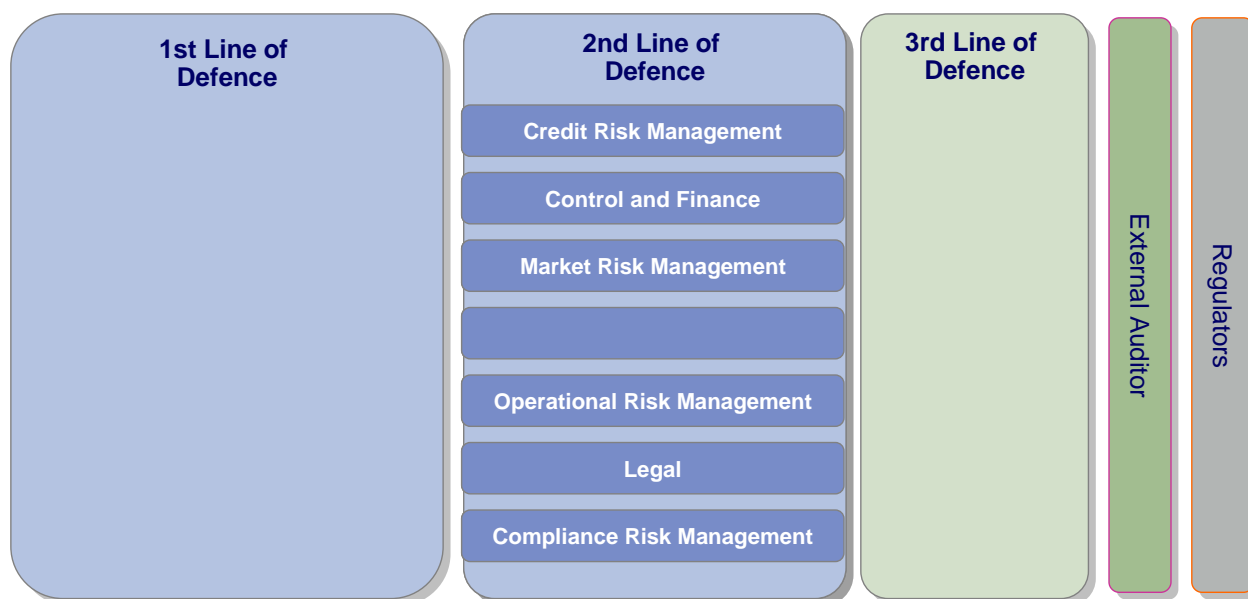 1st Line of
Defence
2nd Line of
Defence
Credit Risk Management
Control and Finance
Market Risk Management
Operational Risk Management
Legal
Compliance Risk Management
3rd Line of
Defence
External Auditor
Regulators